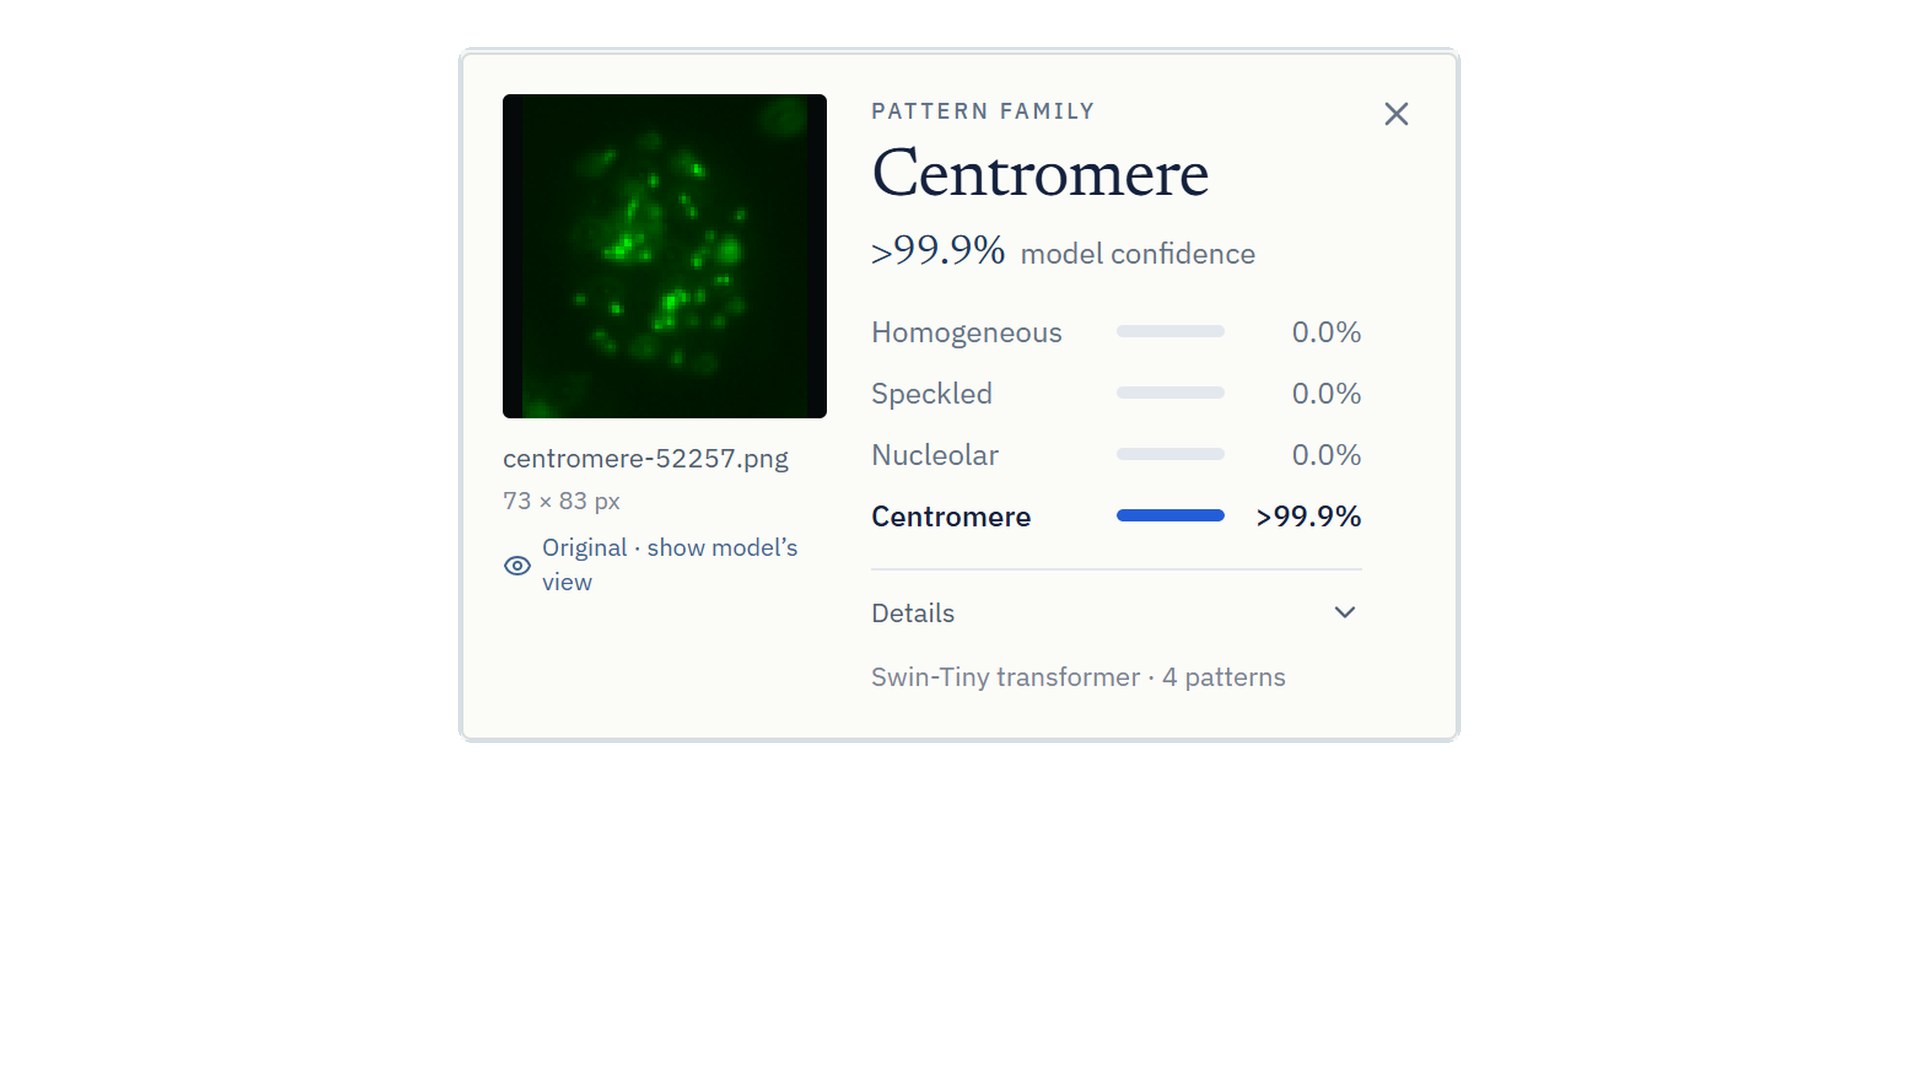 PATTERN FAMILY
Centromere
>99.9% model confidence
Homogeneous 0.0%
Speckled 0.0%
Nucleolar 0.0%
Centromere >99.9%
Details
Swin-Tiny transformer · 4 patterns
centromere-52257.png
73 × 83 px
Original · show model’s
view